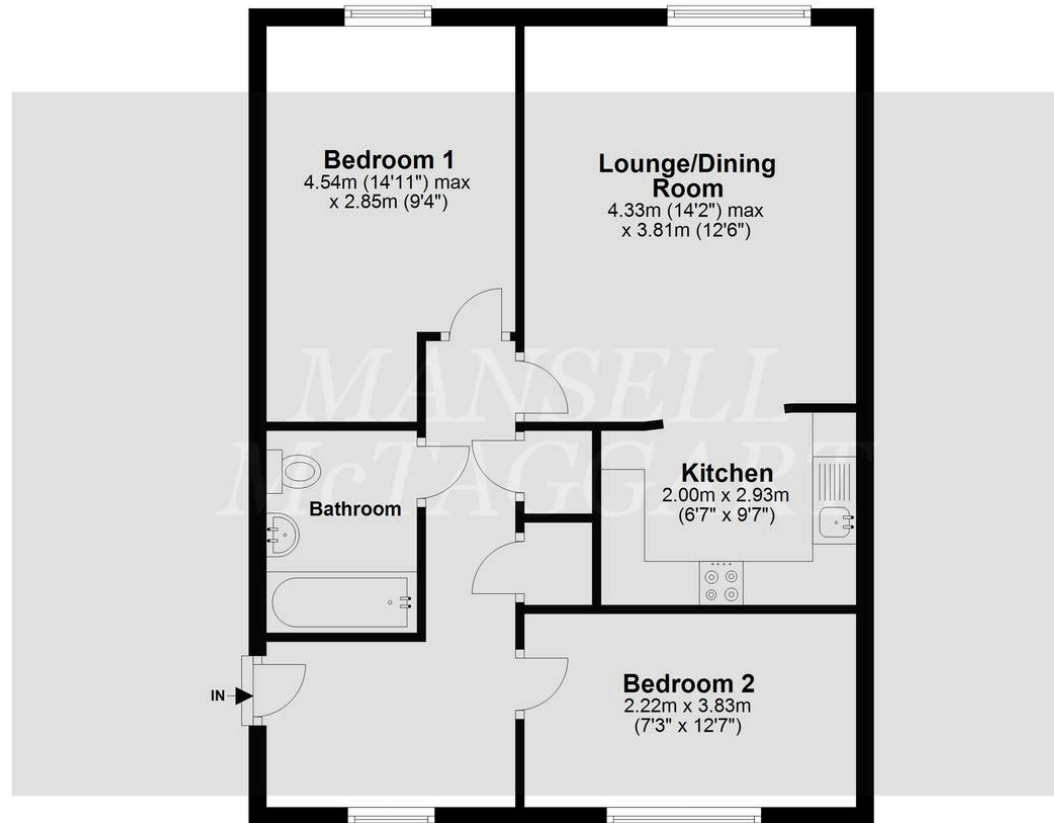 Bedroom 1
4.54m (14'11") max
x 2.85m (9'4")
Lounge/Dining
Room
4.33m (14'2") max
x 3.81m (12'6")
MANSELL
McTAGGART
Kitchen
2.00m x 2.93m
(6'7" x 9'7")
Bathroom
IN
Bedroom 2
2.22m x 3.83m
(7'3" x 12'7")